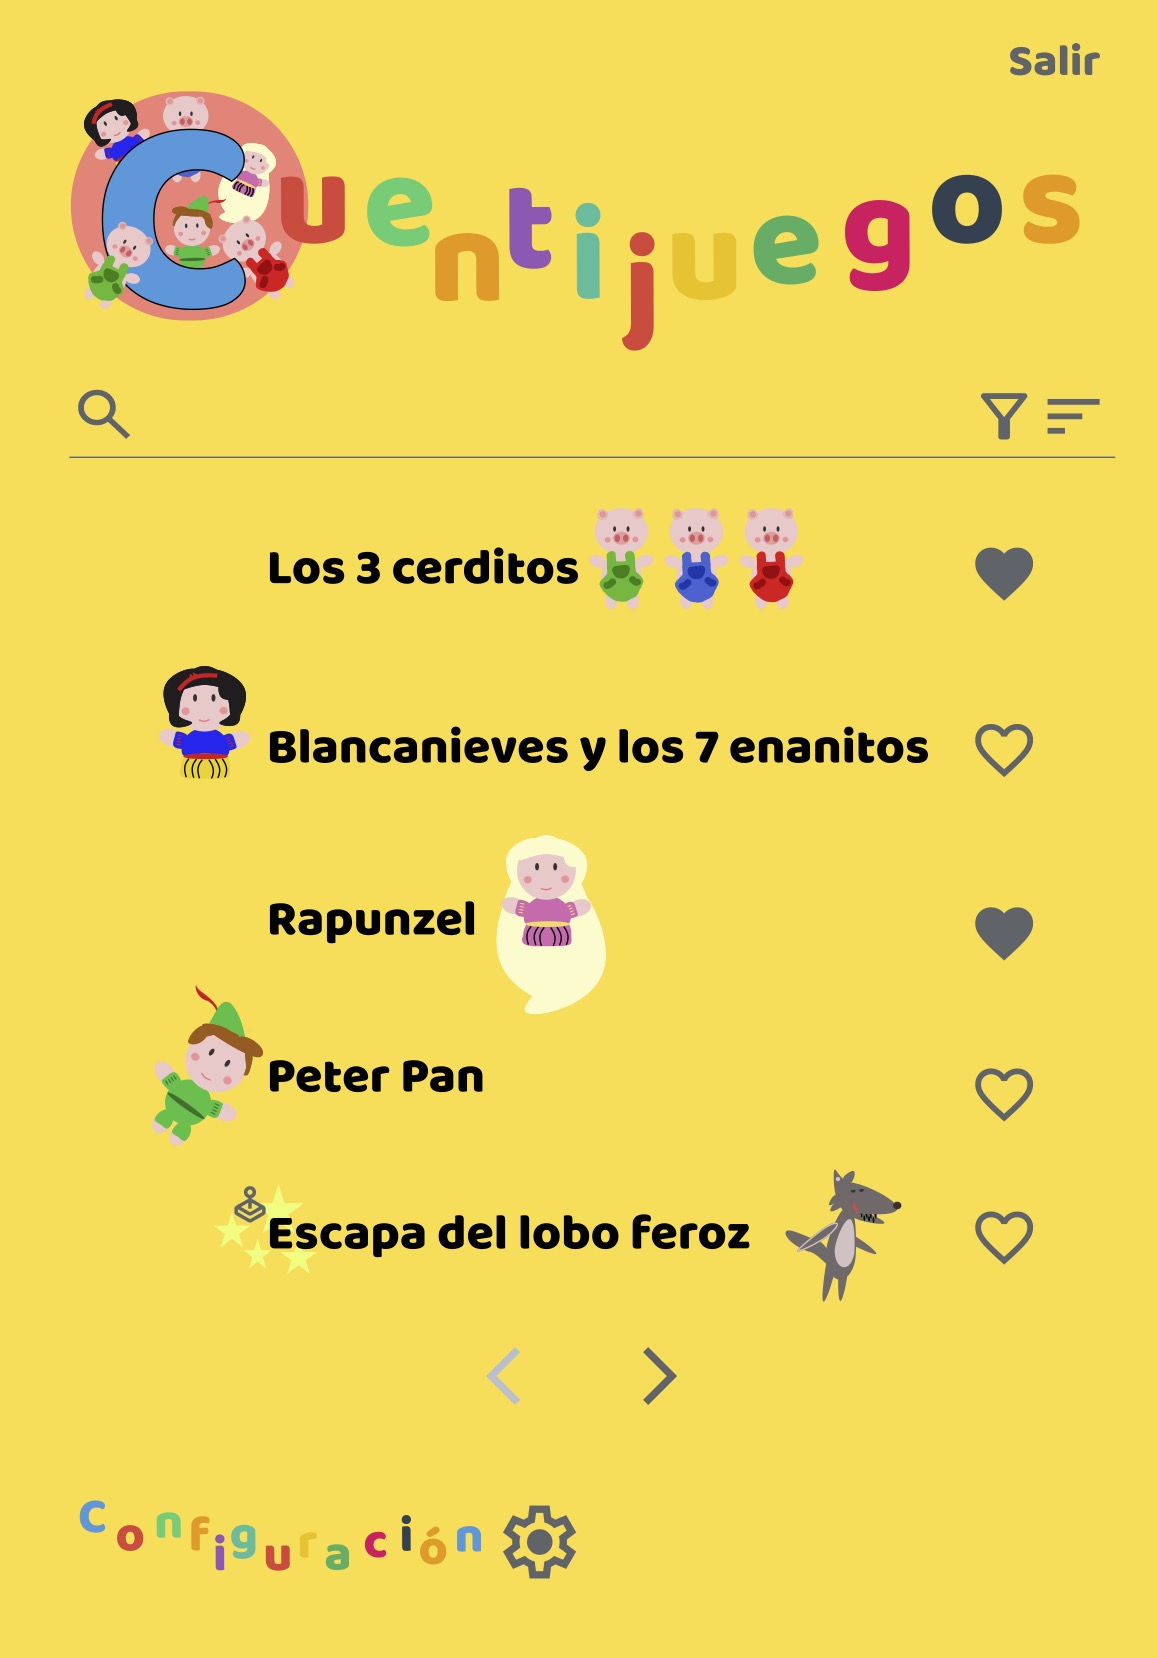 Salir
Cuentijuegos
Los 3 cerditos
Blancanieves y los 7 enanitos
Rapunzel
Peter Pan
Escapa del lobo feroz
Configuración